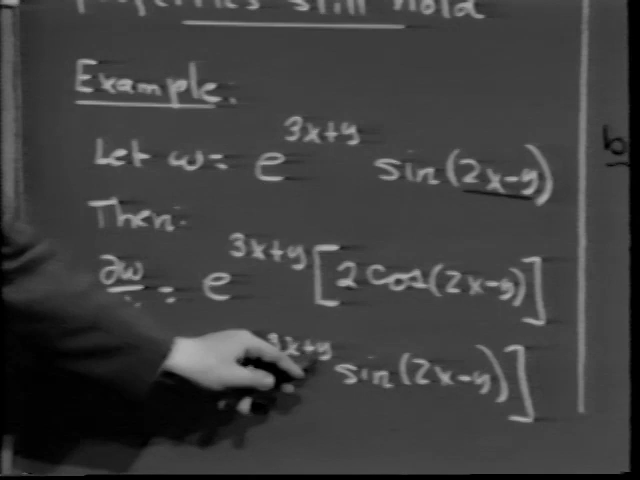 properties still hold
Example.
Let w = e^{3x+y} sin(2x-y)
Then:
∂w = e^{3x+y} [2 cos(2x-y)]
3x+y sin(2x-y)]